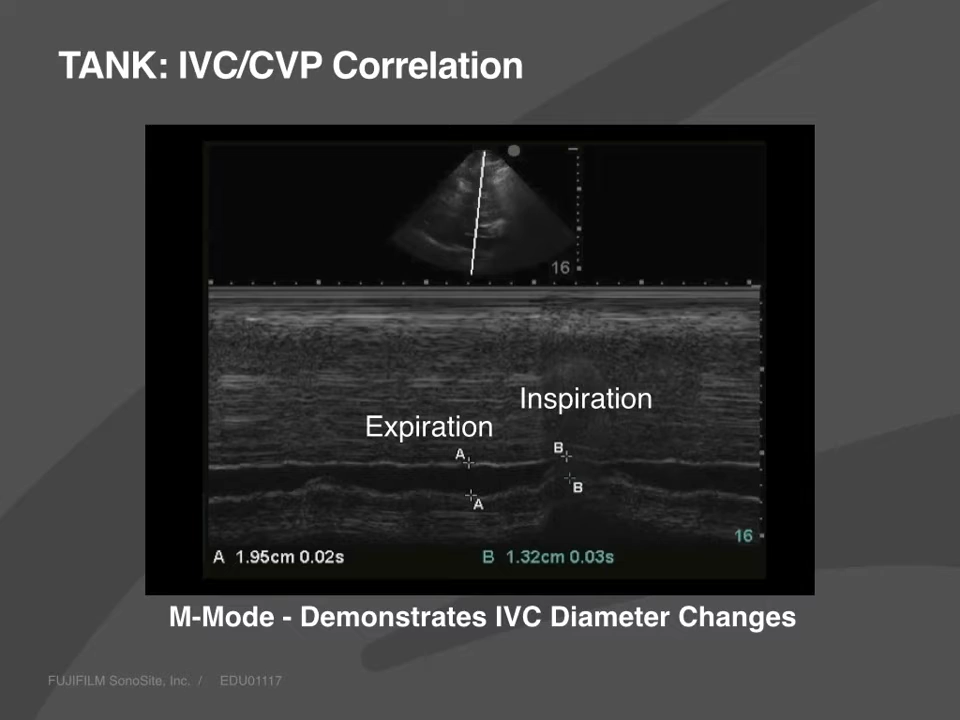 TANK: IVC/CVP Correlation
16
Inspiration
Expiration
A
B
B
A
16
A 1.95cm 0.02s
B 1.32cm 0.03s
M-Mode - Demonstrates IVC Diameter Changes
FUJIFILM SonoSite, Inc. / EDU01117